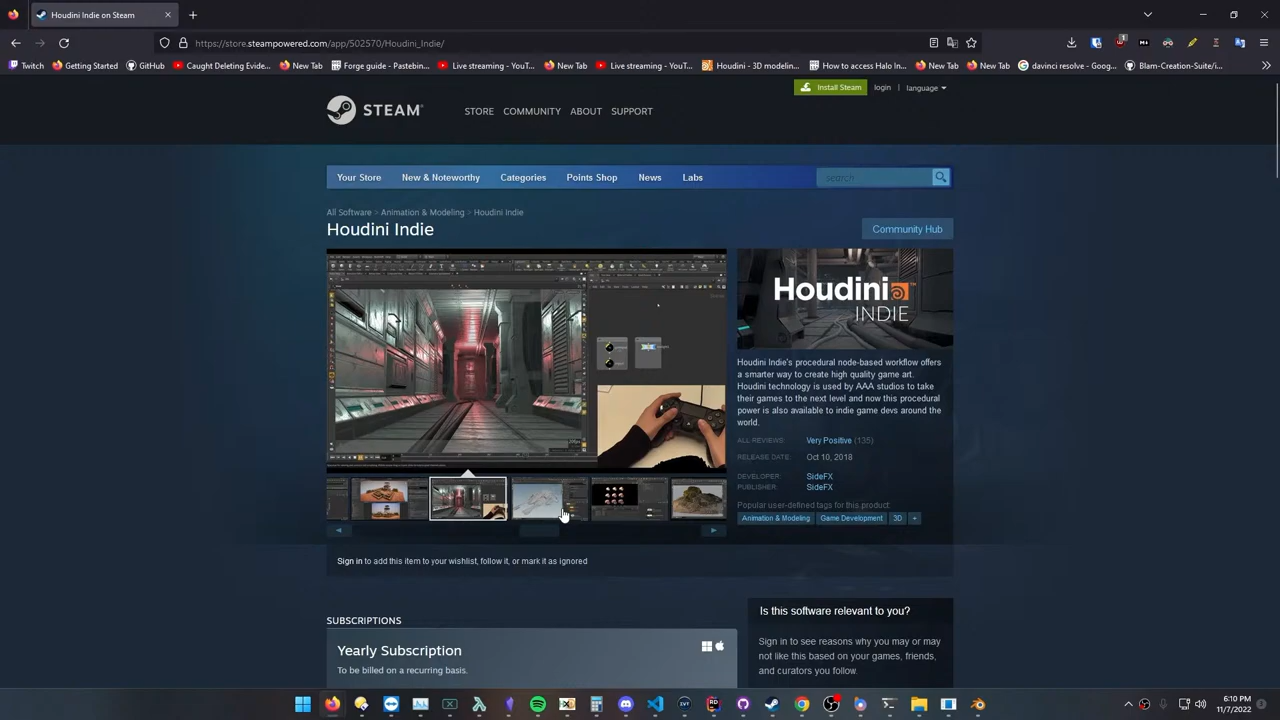 Houdini Indie on Steam
https://store.steampowered.com/app/502570/Houdini_Indie/
Twitch
Getting Started
GitHub
Caught Deleting Evide...
New Tab
Forge guide - Pastebin...
Live streaming - YouT...
New Tab
Live streaming - YouT...
Houdini - 3D modelin...
How to access Halo In...
New Tab
New Tab
davinci resolve - Goog...
Blam-Creation-Suite/i...
Install Steam
login
language
STEAM
STORE
COMMUNITY
ABOUT
SUPPORT
Your Store
New & Noteworthy
Categories
Points Shop
News
Labs
search
All Software > Animation & Modeling > Houdini Indie
Houdini Indie
Community Hub
Houdini
INDIE
Houdini Indie's procedural node-based workflow offers
a smarter way to create high quality game art.
Houdini technology is used by AAA studios to take
their games to the next level and now this procedural
power is also available to indie game devs around the
world.
ALL REVIEWS: Very Positive (135)
RELEASE DATE: Oct 10, 2018
DEVELOPER: SideFX
PUBLISHER: SideFX
Popular user-defined tags for this product:
Animation & Modeling
Game Development
3D
+
Sign in to add this item to your wishlist, follow it, or mark it as ignored
SUBSCRIPTIONS
Yearly Subscription
To be billed on a recurring basis.
Is this software relevant to you?
Sign in to see reasons why you may or may
not like this based on your games, friends,
and curators you follow.
6:10 PM
11/7/2022